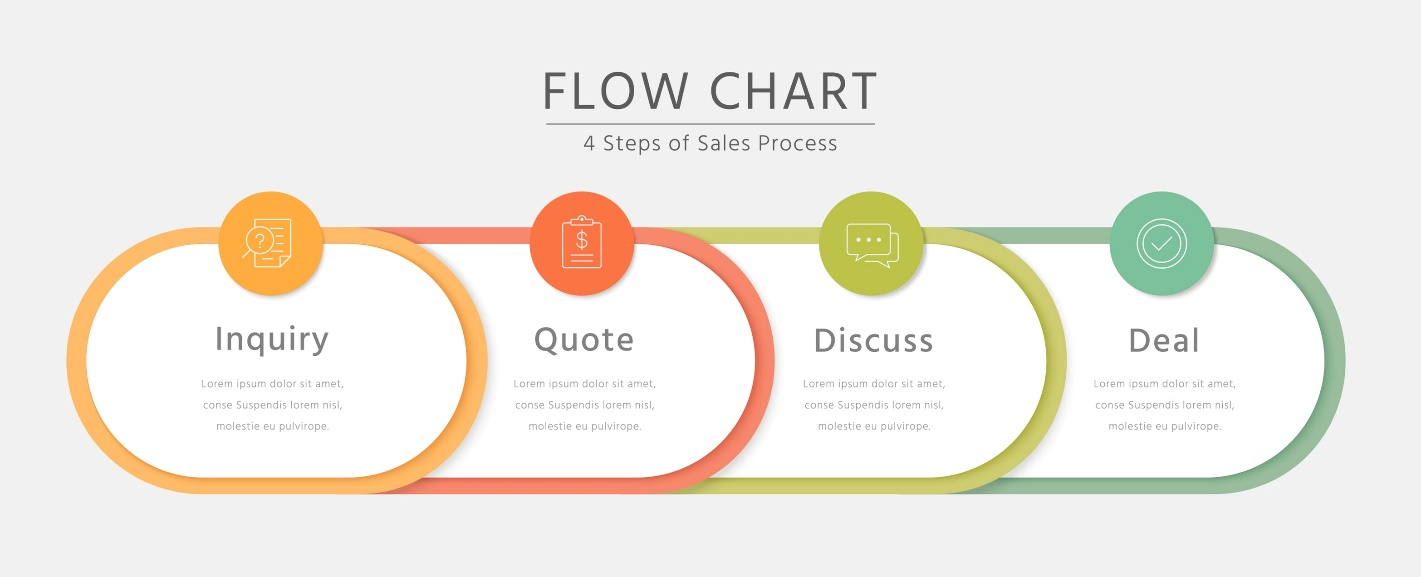 FLOW CHART
4 Steps of Sales Process
?
$
Inquiry
Lorem ipsum dolor sit amet,
conse Suspendis lorem nisl,
molestie eu pulvirope.
Quote
Lorem ipsum dolor sit amet,
conse Suspendis lorem nisl,
molestie eu pulvirope.
Discuss
Lorem ipsum dolor sit amet,
conse Suspendis lorem nisl,
molestie eu pulvirope.
Deal
Lorem ipsum dolor sit amet,
conse Suspendis lorem nisl,
molestie eu pulvirope.